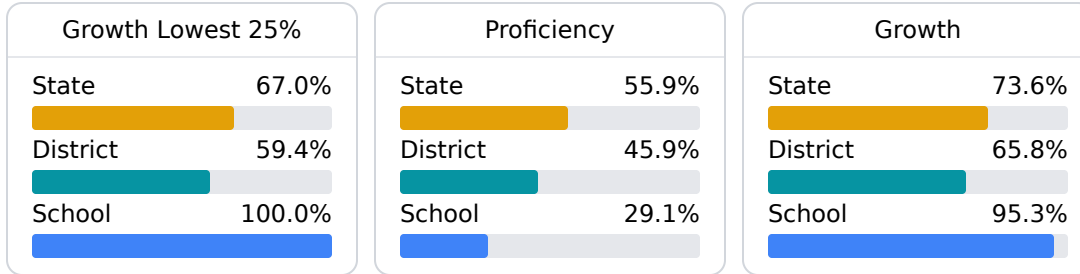 Growth Lowest 25%
State 67.0%
District 59.4%
School 100.0%
Proficiency
State 55.9%
District 45.9%
School 29.1%
Growth
State 73.6%
District 65.8%
School 95.3%